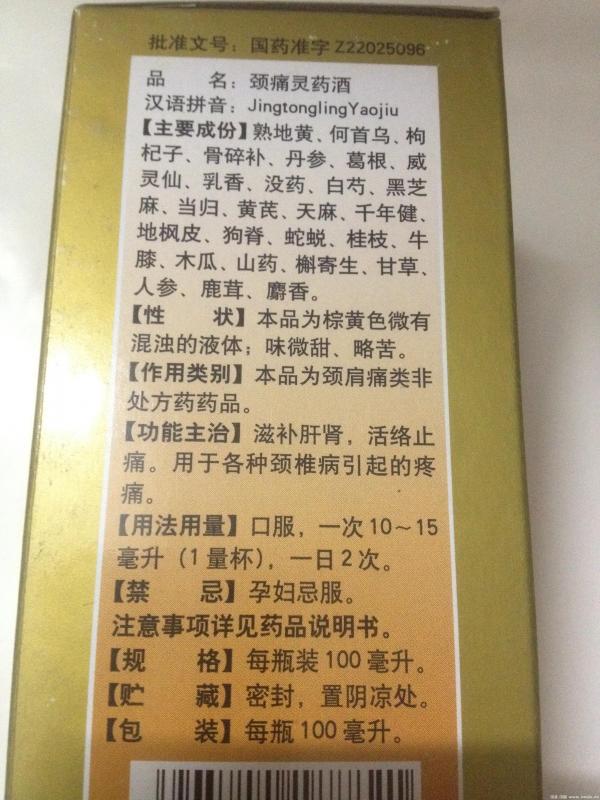 批准文号：国药准字Z22025096
品　　名：颈痛灵药酒
汉语拼音：JingtonglingYaojiu
【主要成份】熟地黄、何首乌、枸
杞子、骨碎补、丹参、葛根、威
灵仙、乳香、没药、白芍、黑芝
麻、当归、黄芪、天麻、千年健、
地枫皮、狗脊、蛇蜕、桂枝、牛
膝、木瓜、山药、槲寄生、甘草、
人参、鹿茸、麝香。
【性　　状】本品为棕黄色微有
混浊的液体；味微甜、略苦。
【作用类别】本品为颈肩痛类非
处方药药品。
【功能主治】滋补肝肾，活络止
痛。用于各种颈椎病引起的疼
痛。
【用法用量】口服，一次10～15
毫升（1量杯），一日2次。
【禁　　忌】孕妇忌服。
注意事项详见药品说明书。
【规　　格】每瓶装100毫升。
【贮　　藏】密封，置阴凉处。
【包　　装】每瓶100毫升。